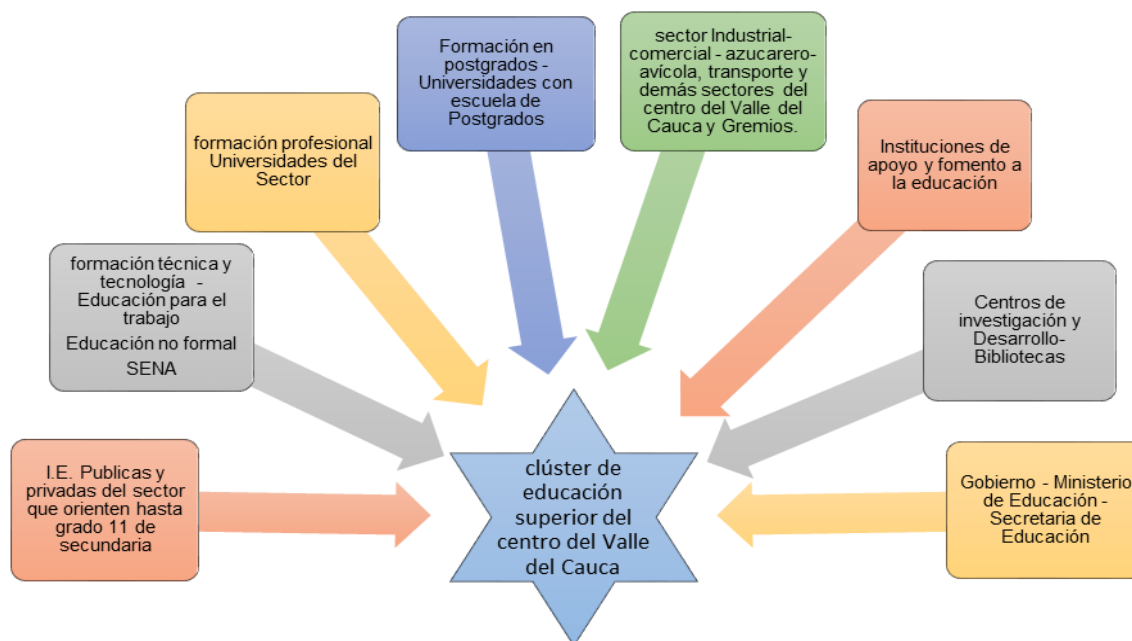 Formación en
postgrados -
Universidades con
escuela de
Postgrados
sector Industrial-
comercial - azucarero-
avícola, transporte y
demás sectores del
centro del Valle del
Cauca y Gremios.
formación profesional
Universidades del
Sector
Instituciones de
apoyo y fomento a
la educación
formación técnica y
tecnología -
Educación para el
trabajo
Educación no formal
SENA
Centros de
investigación y
Desarrollo-
Bibliotecas
I.E. Publicas y
privadas del sector
que orienten hasta
grado 11 de
secundaria
clúster de
educación
superior del
centro del Valle
del Cauca
Gobierno - Ministerio
de Educación -
Secretaria de
Educación